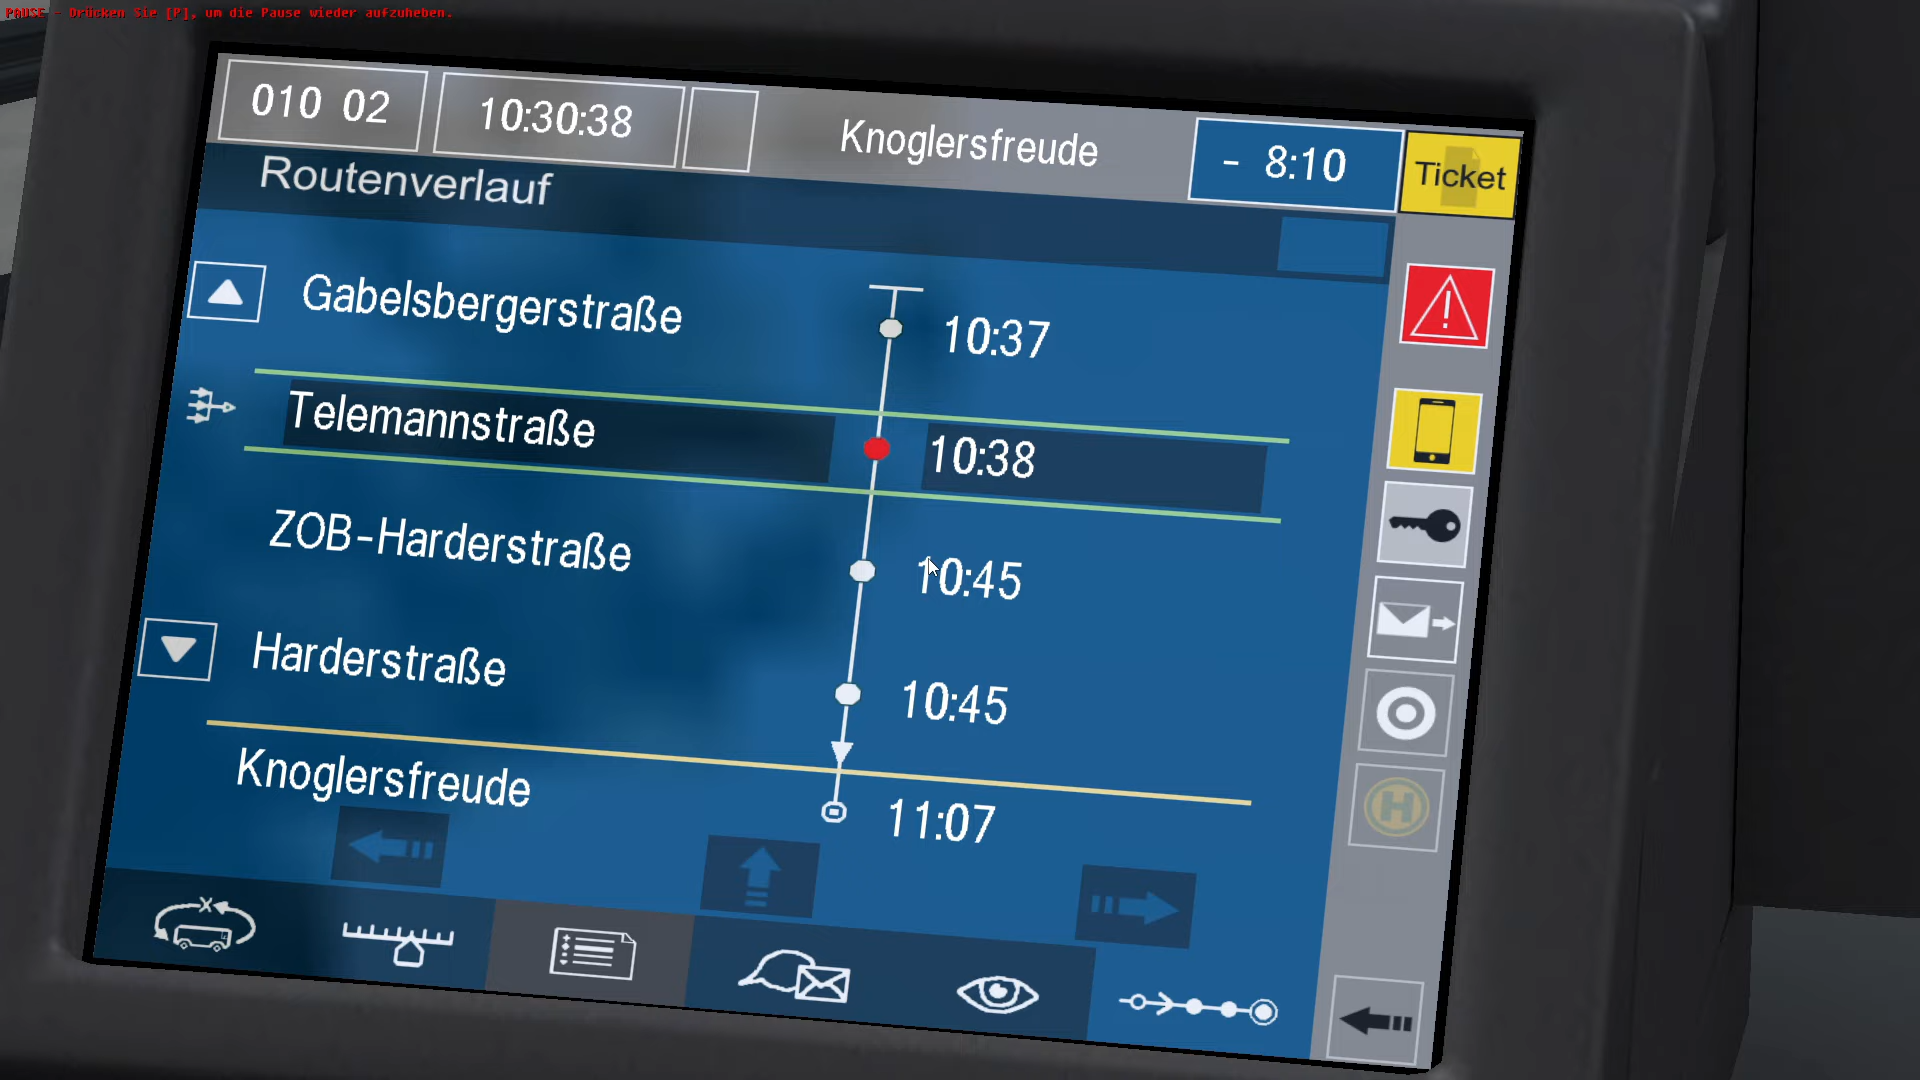 PAUSE - Drücken Sie [P], um die Pause wieder aufzuheben.
010 02 10:30:38 Knoglersfreude - 8:10 Ticket
Routenverlauf
Gabelsbergerstraße 10:37
Telemannstraße 10:38
ZOB-Harderstraße 10:45
Harderstraße 10:45
Knoglersfreude 11:07
H